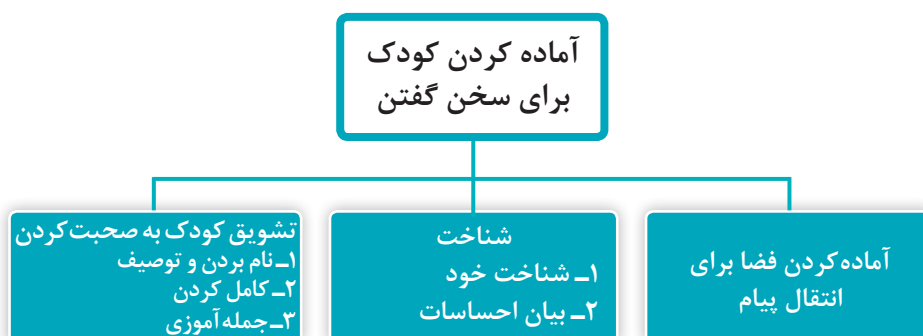 آماده کردن کودک
برای سخن گفتن
آماده‌کردن فضا برای
انتقال پیام
شناخت
۱ـ شناخت خود
۲ـ بیان احساسات
تشویق کودک به صحبت‌کردن
۱ـ نام بردن و توصیف
۲ـ کامل کردن
۳ـ جمله‌آموزی